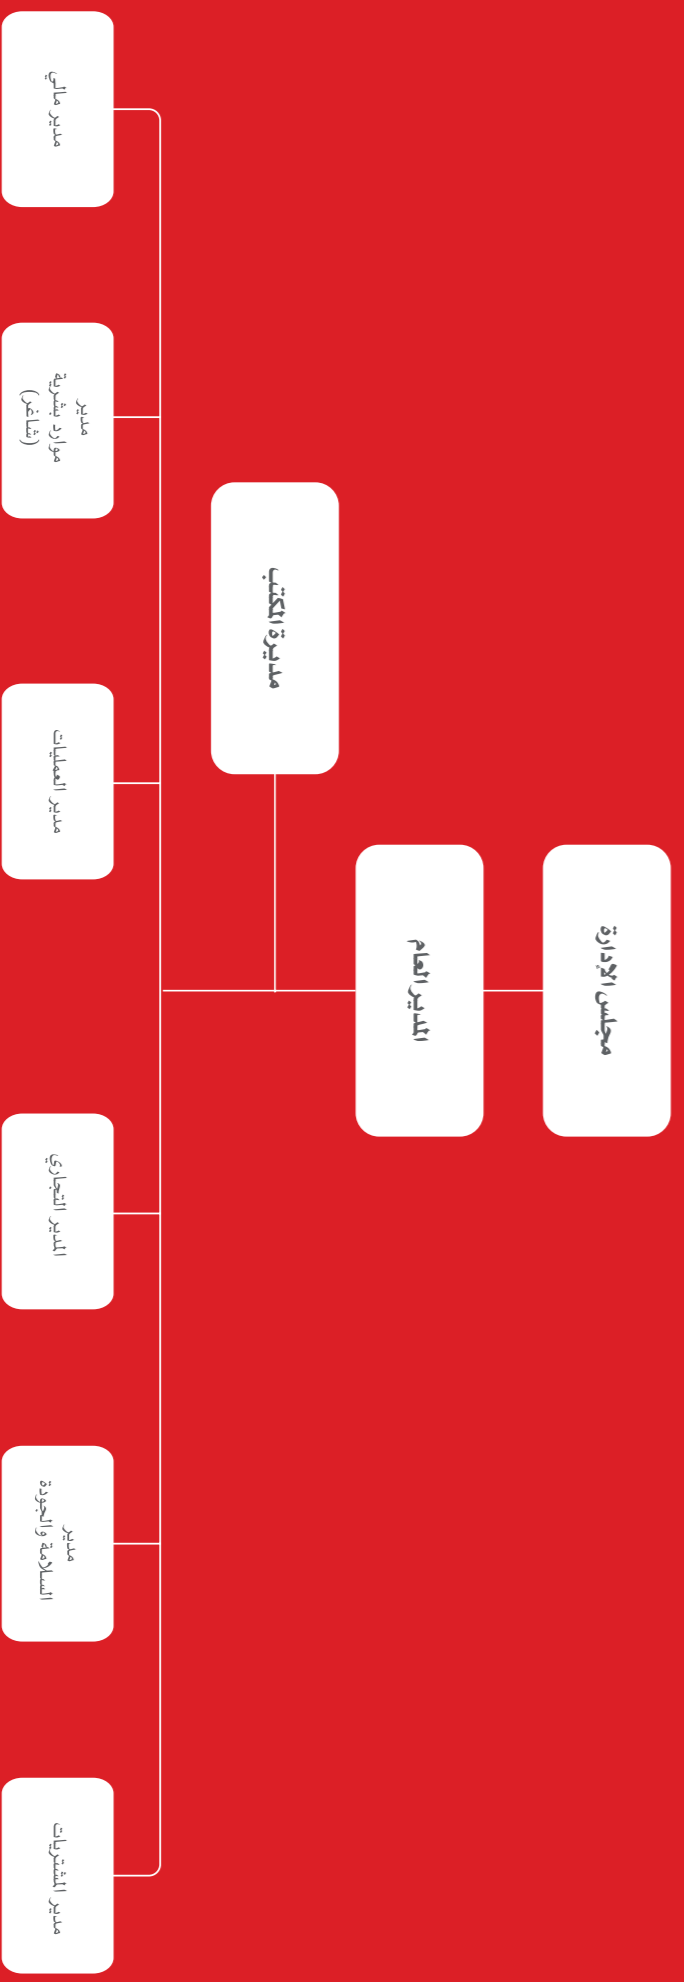 مجلس الإدارة
المدير العام
مديرة المكتب
مدير المشتريات
مدير
السلامة والجودة
المدير التجاري
مدير العمليات
مدير
موارد بشرية
(شاغر)
مدير مالي